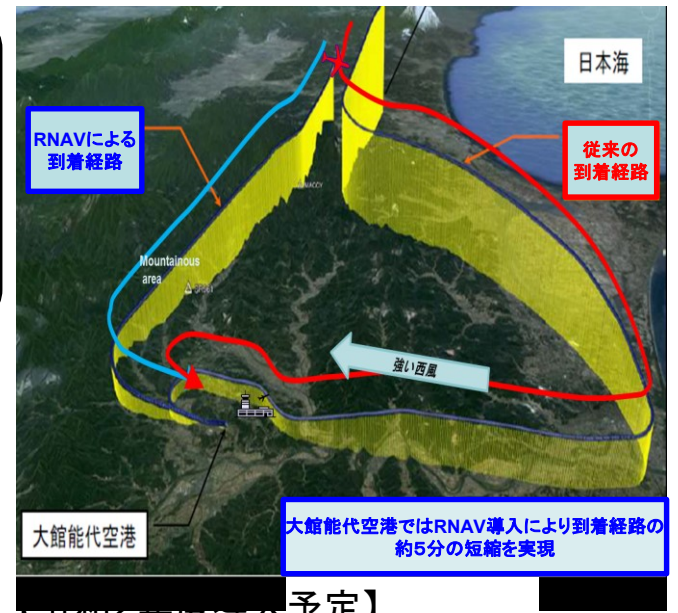 日本海
RNAVによる
到着経路
従来の
到着経路
Mountainous
area
強い西風
大館能代空港
大館能代空港ではRNAV導入により到着経路の
約5分の短縮を実現
予定】